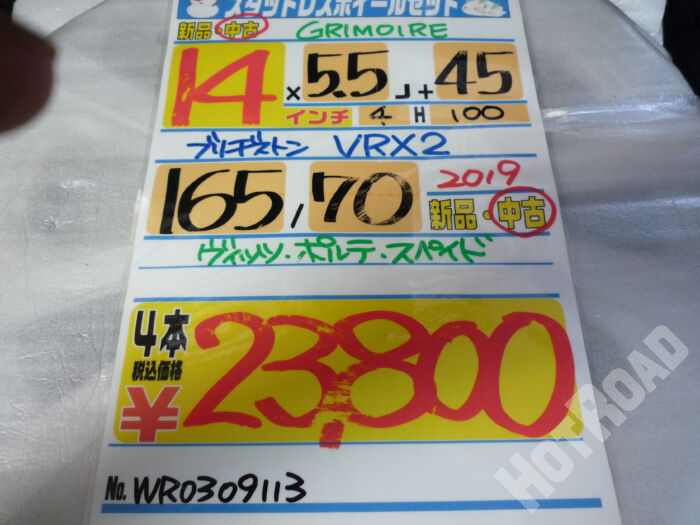 スタッドレスホイールセット
新品・中古 GRIMOIRE
14 × 5.5 J + 45
インチ 4 H 100
ブリヂストン VRX2
165 / 70 2019
新品・中古
ヴィッツ・ポルテ・スペイド
4本 税込価格 ¥ 23,800
No. WR0309113
HotRoad